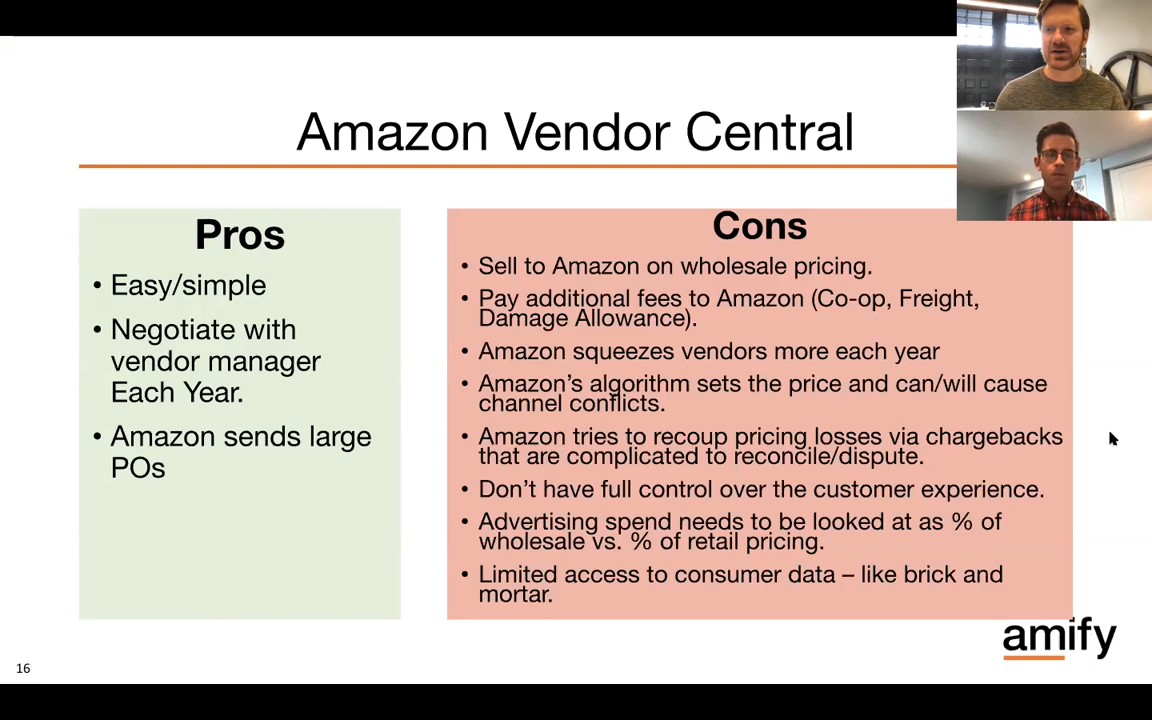 Amazon Vendor Central
Pros
• Easy/simple
• Negotiate with
vendor manager
Each Year.
• Amazon sends large
POs
Cons
• Sell to Amazon on wholesale pricing.
• Pay additional fees to Amazon (Co-op, Freight,
Damage Allowance).
• Amazon squeezes vendors more each year
• Amazon’s algorithm sets the price and can/will cause
channel conflicts.
• Amazon tries to recoup pricing losses via chargebacks
that are complicated to reconcile/dispute.
• Don’t have full control over the customer experience.
• Advertising spend needs to be looked at as % of
wholesale vs. % of retail pricing.
• Limited access to consumer data – like brick and
mortar.
amify
16